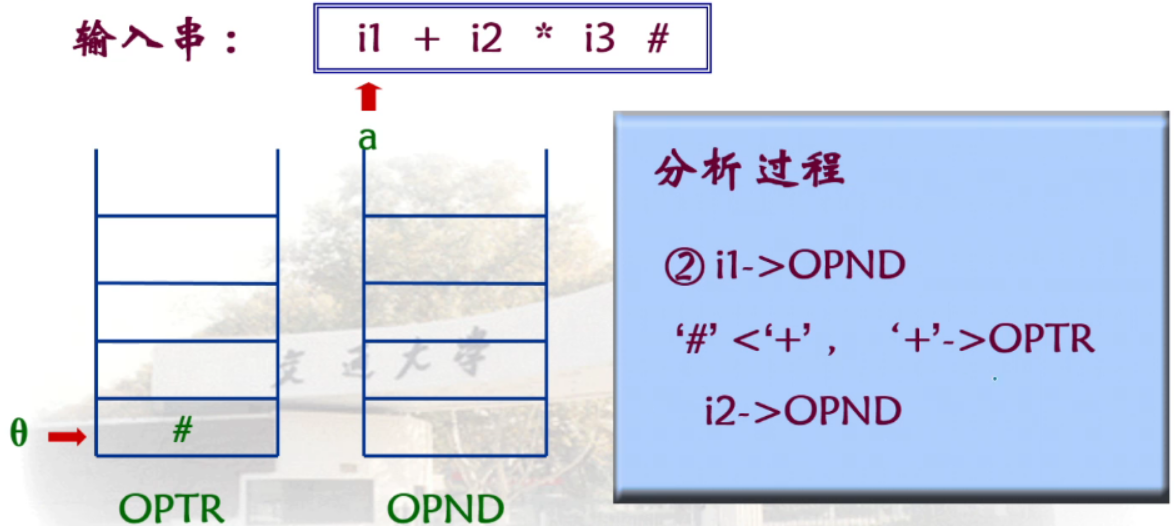 输入串： i1 + i2 * i3 #
a
分析过程
② i1->OPND
‘#’ <‘+’， ‘+’->OPTR
i2->OPND
交通大学
θ #
OPTR OPND